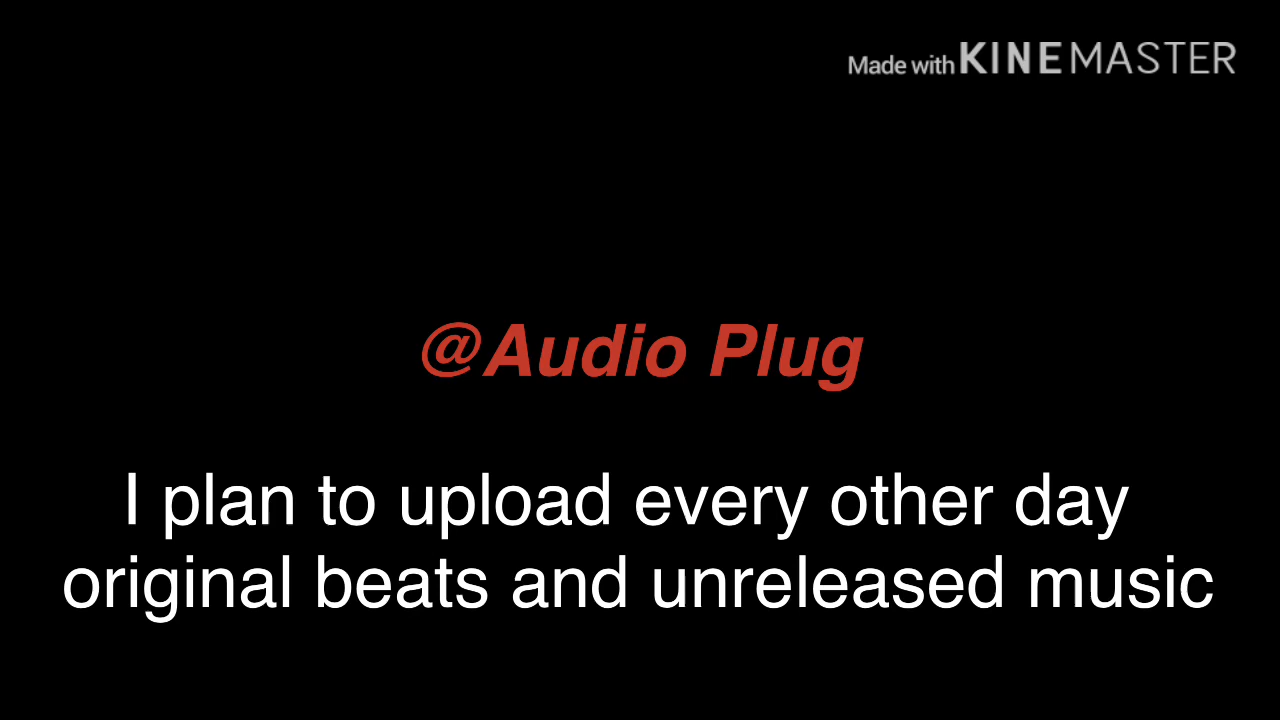 Made with KINEMASTER
@Audio Plug
I plan to upload every other day
original beats and unreleased music